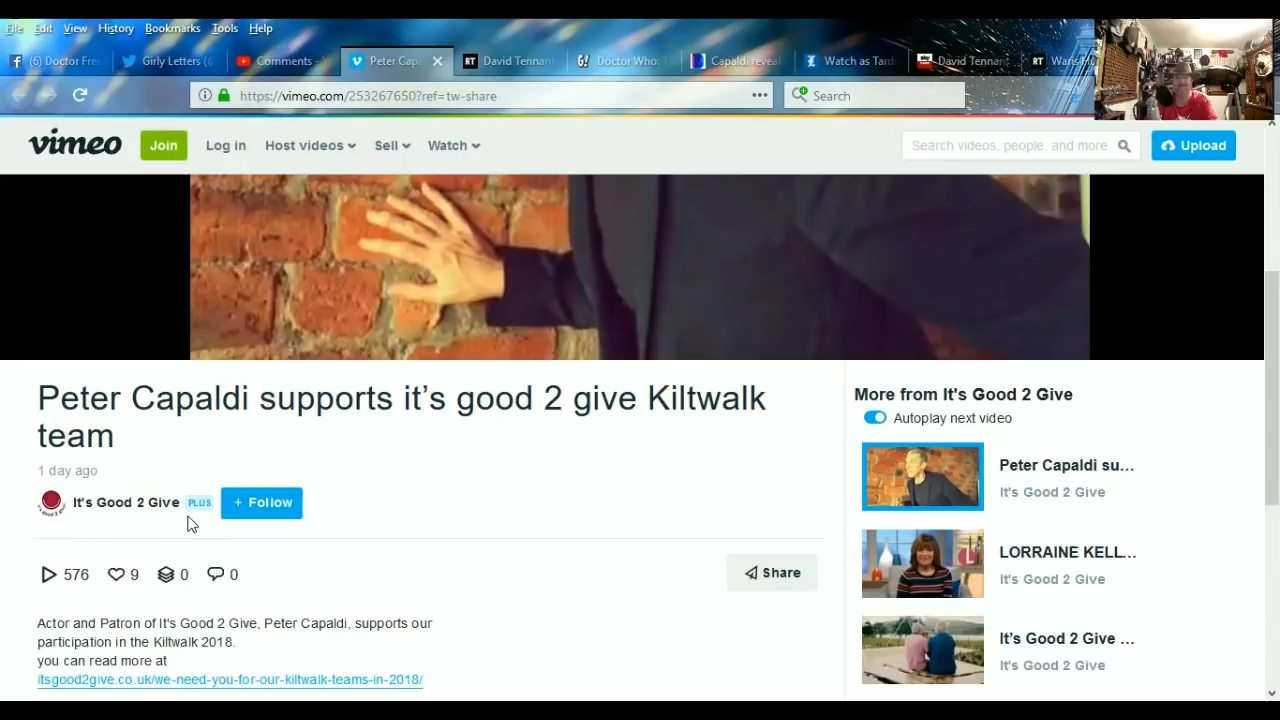 File Edit View History Bookmarks Tools Help
(6) Doctor Fre
Girly Letters (
Comments -
Peter Cap
David Tennant
Doctor Who:
Capaldi reveal
Watch as Tard
David Tennan
https://vimeo.com/253267650?ref=tw-share
Search
vimeo Join Log in Host videos Sell Watch
Search videos, people, and more
Upload
Peter Capaldi supports it’s good 2 give Kiltwalk
team
1 day ago
It's Good 2 Give PLUS + Follow
576 9 0 0
Share
Actor and Patron of It's Good 2 Give, Peter Capaldi, supports our
participation in the Kiltwalk 2018.
you can read more at
itsgood2give.co.uk/we-need-you-for-our-kiltwalk-teams-in-2018/
More from It's Good 2 Give
Autoplay next video
Peter Capaldi su...
It's Good 2 Give
LORRAINE KELL...
It's Good 2 Give
It’s Good 2 Give ...
It's Good 2 Give